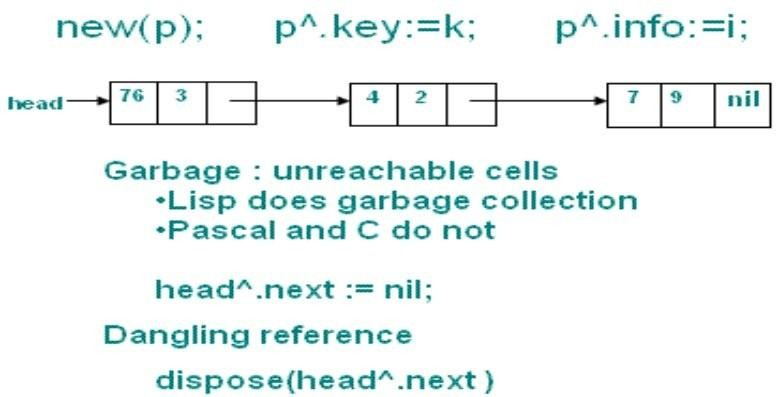 new(p); p^.key:=k; p^.info:=i;
head 76 3 4 2 7 9 nil
Garbage : unreachable cells
•Lisp does garbage collection
•Pascal and C do not
head^.next := nil;
Dangling reference
dispose(head^.next )